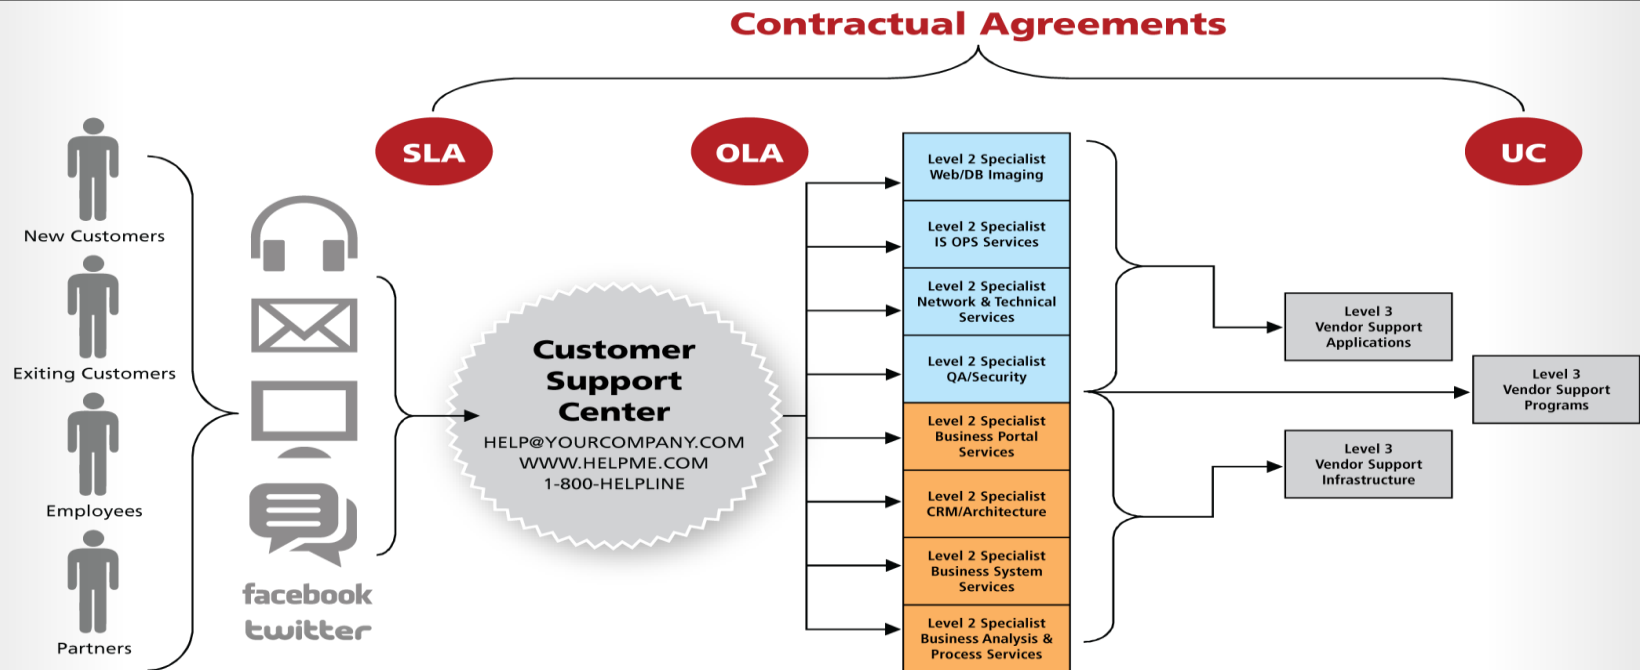 Contractual Agreements
SLA
OLA
UC
New Customers
Exiting Customers
Employees
Partners
facebook
twitter
Customer
Support
Center
HELP@YOURCOMPANY.COM
WWW.HELPME.COM
1-800-HELPLINE
Level 2 Specialist
Web/DB Imaging
Level 2 Specialist
IS OPS Services
Level 2 Specialist
Network & Technical
Services
Level 2 Specialist
QA/Security
Level 2 Specialist
Business Portal
Services
Level 2 Specialist
CRM/Architecture
Level 2 Specialist
Business System
Services
Level 2 Specialist
Business Analysis &
Process Services
Level 3
Vendor Support
Applications
Level 3
Vendor Support
Programs
Level 3
Vendor Support
Infrastructure